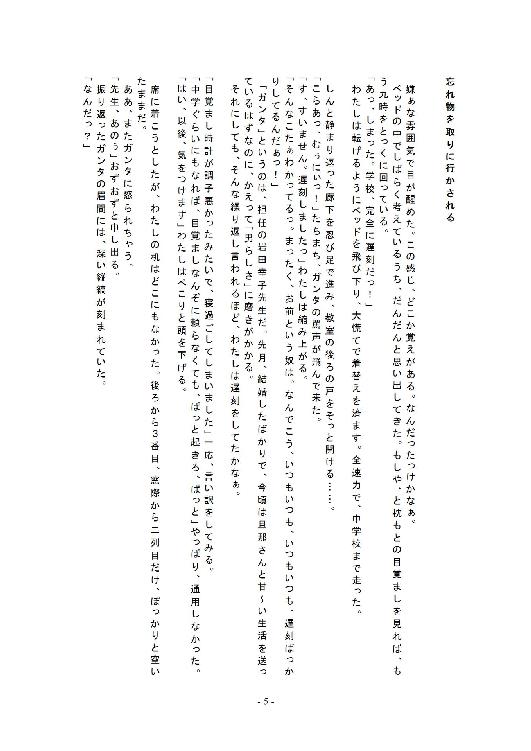 忘れ物を取りに行かされる
嫌ぁな雰囲気で目が醒めた。この感じ、どこか覚えがある。なんだったっけかなぁ。
ベッドの中でしばらく考えているうち、だんだんと思い出してきた。もしや、と枕もとの目覚ましを見れば、も
う九時をとっくに回っている。
「あっ、しまった。学校、完全に遅刻だっ！」
わたしは転げるようにベッドを飛び下り、大慌てで着替えを済ます。全速力で、中学校まで走った。
しんと静まり返った廊下を忍び足で進み、教室の後ろの戸をそっと開ける……。
「こらあっ、むぅにぃっ！」たちまち、ガンタの罵声が飛んで来た。
「す、すいません。遅刻しましたっ」わたしは縮み上がる。
「そんなこたぁわかってるっ。まったく、お前という奴は。なんでこう、いつもいつも、いつもいつも、遅刻ばっか
りしてるんだぁっ！」
「ガンタ」というのは、担任の岩田幸子先生だ。先月、結婚したばかりで、今頃は旦那さんと甘～い生活を送っ
ているはずなのに、かえって「男らしさ」に磨きがかかる。
それにしても、そんな繰り返し言われるほど、わたしは遅刻をしてたかなぁ。
「目覚まし時計が調子悪かったみたいで、寝過ごしてしまいました」一応、言い訳をしてみる。
「中学ぐらいにもなれば、目覚ましなんぞに頼らなくても、ぱっと起きろ、ぱっと」やっぱり、通用しなかった。
「はい、以後、気をつけます」わたしはぺこりと頭を下げる。
席に着こうとしたが、わたしの机はどこにもなかった。後ろから３番目、窓際から二列目だけ、ぽっかりと空い
たままだ。
ああ、またガンタに怒られちゃう。
「先生、あのぅ」おずおずと申し出る。
振り返ったガンタの眉間には、深い縦皺が刻まれていた。
「なんだっ？」
- 5 -